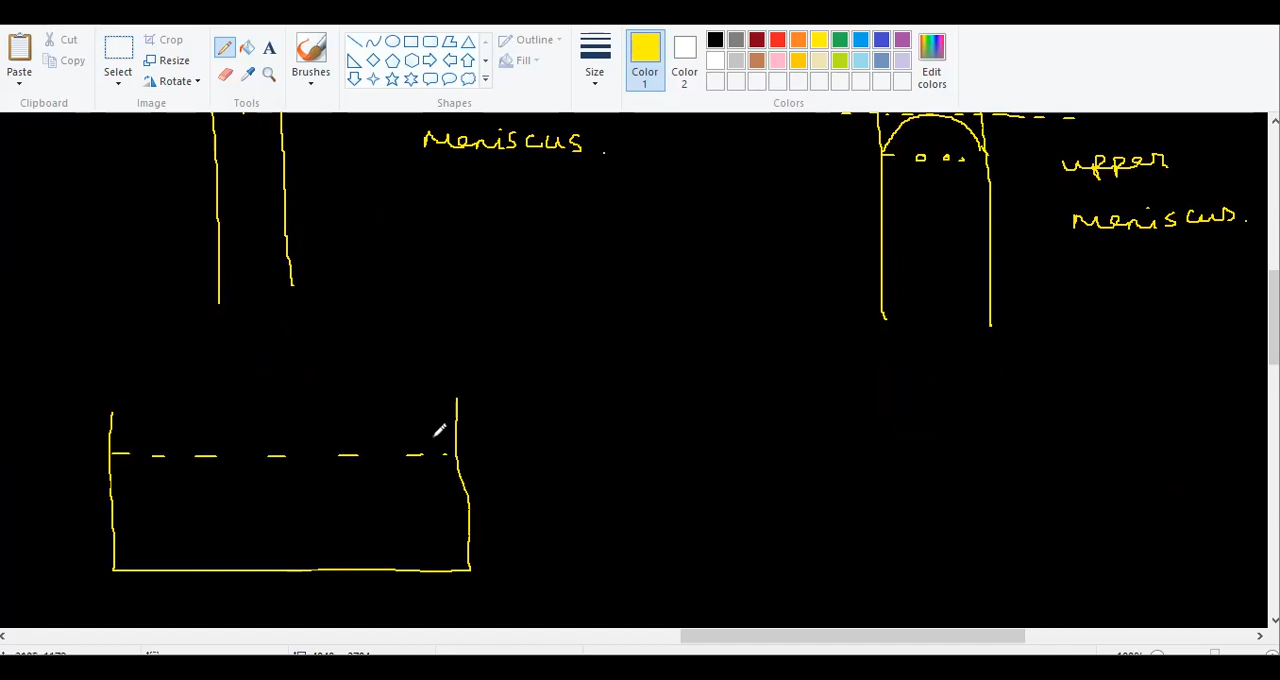 Cut
Copy
Paste
Clipboard
Select
Crop
Resize
Rotate
Image
A
Tools
Brushes
Outline
Fill
Shapes
Size
Color
1
Color
2
Edit
colors
Colors
Meniscus.
upper
Meniscus.